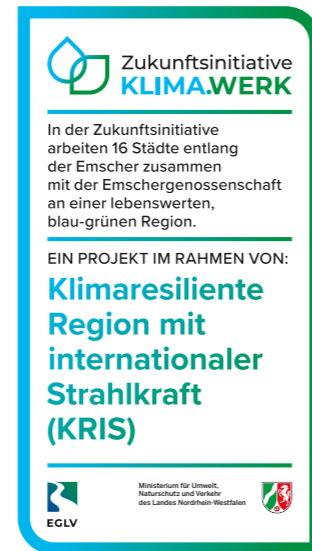 Zukunftsinitiative
KLIMA.WERK
In der Zukunftsinitiative
arbeiten 16 Städte entlang
der Emscher zusammen
mit der Emschergenossenschaft
an einer lebenswerten,
blau-grünen Region.
EIN PROJEKT IM RAHMEN VON:
Klimaresiliente
Region mit
internationaler
Strahlkraft
(KRIS)
Ministerium für Umwelt,
Naturschutz und Verkehr
des Landes Nordrhein-Westfalen
EGLV